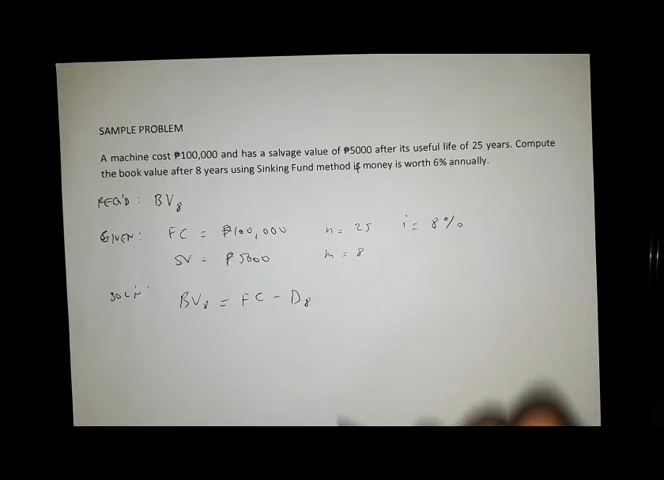 SAMPLE PROBLEM
A machine cost ₱100,000 and has a salvage value of ₱5000 after its useful life of 25 years. Compute
the book value after 8 years using Sinking Fund method if money is worth 6% annually.
REQ'D : BV₈
GIVEN : FC = ₱100,000 n = 25 i = 8%
SV = ₱5000 m = 8
SOL'N : BV₈ = FC - D₈